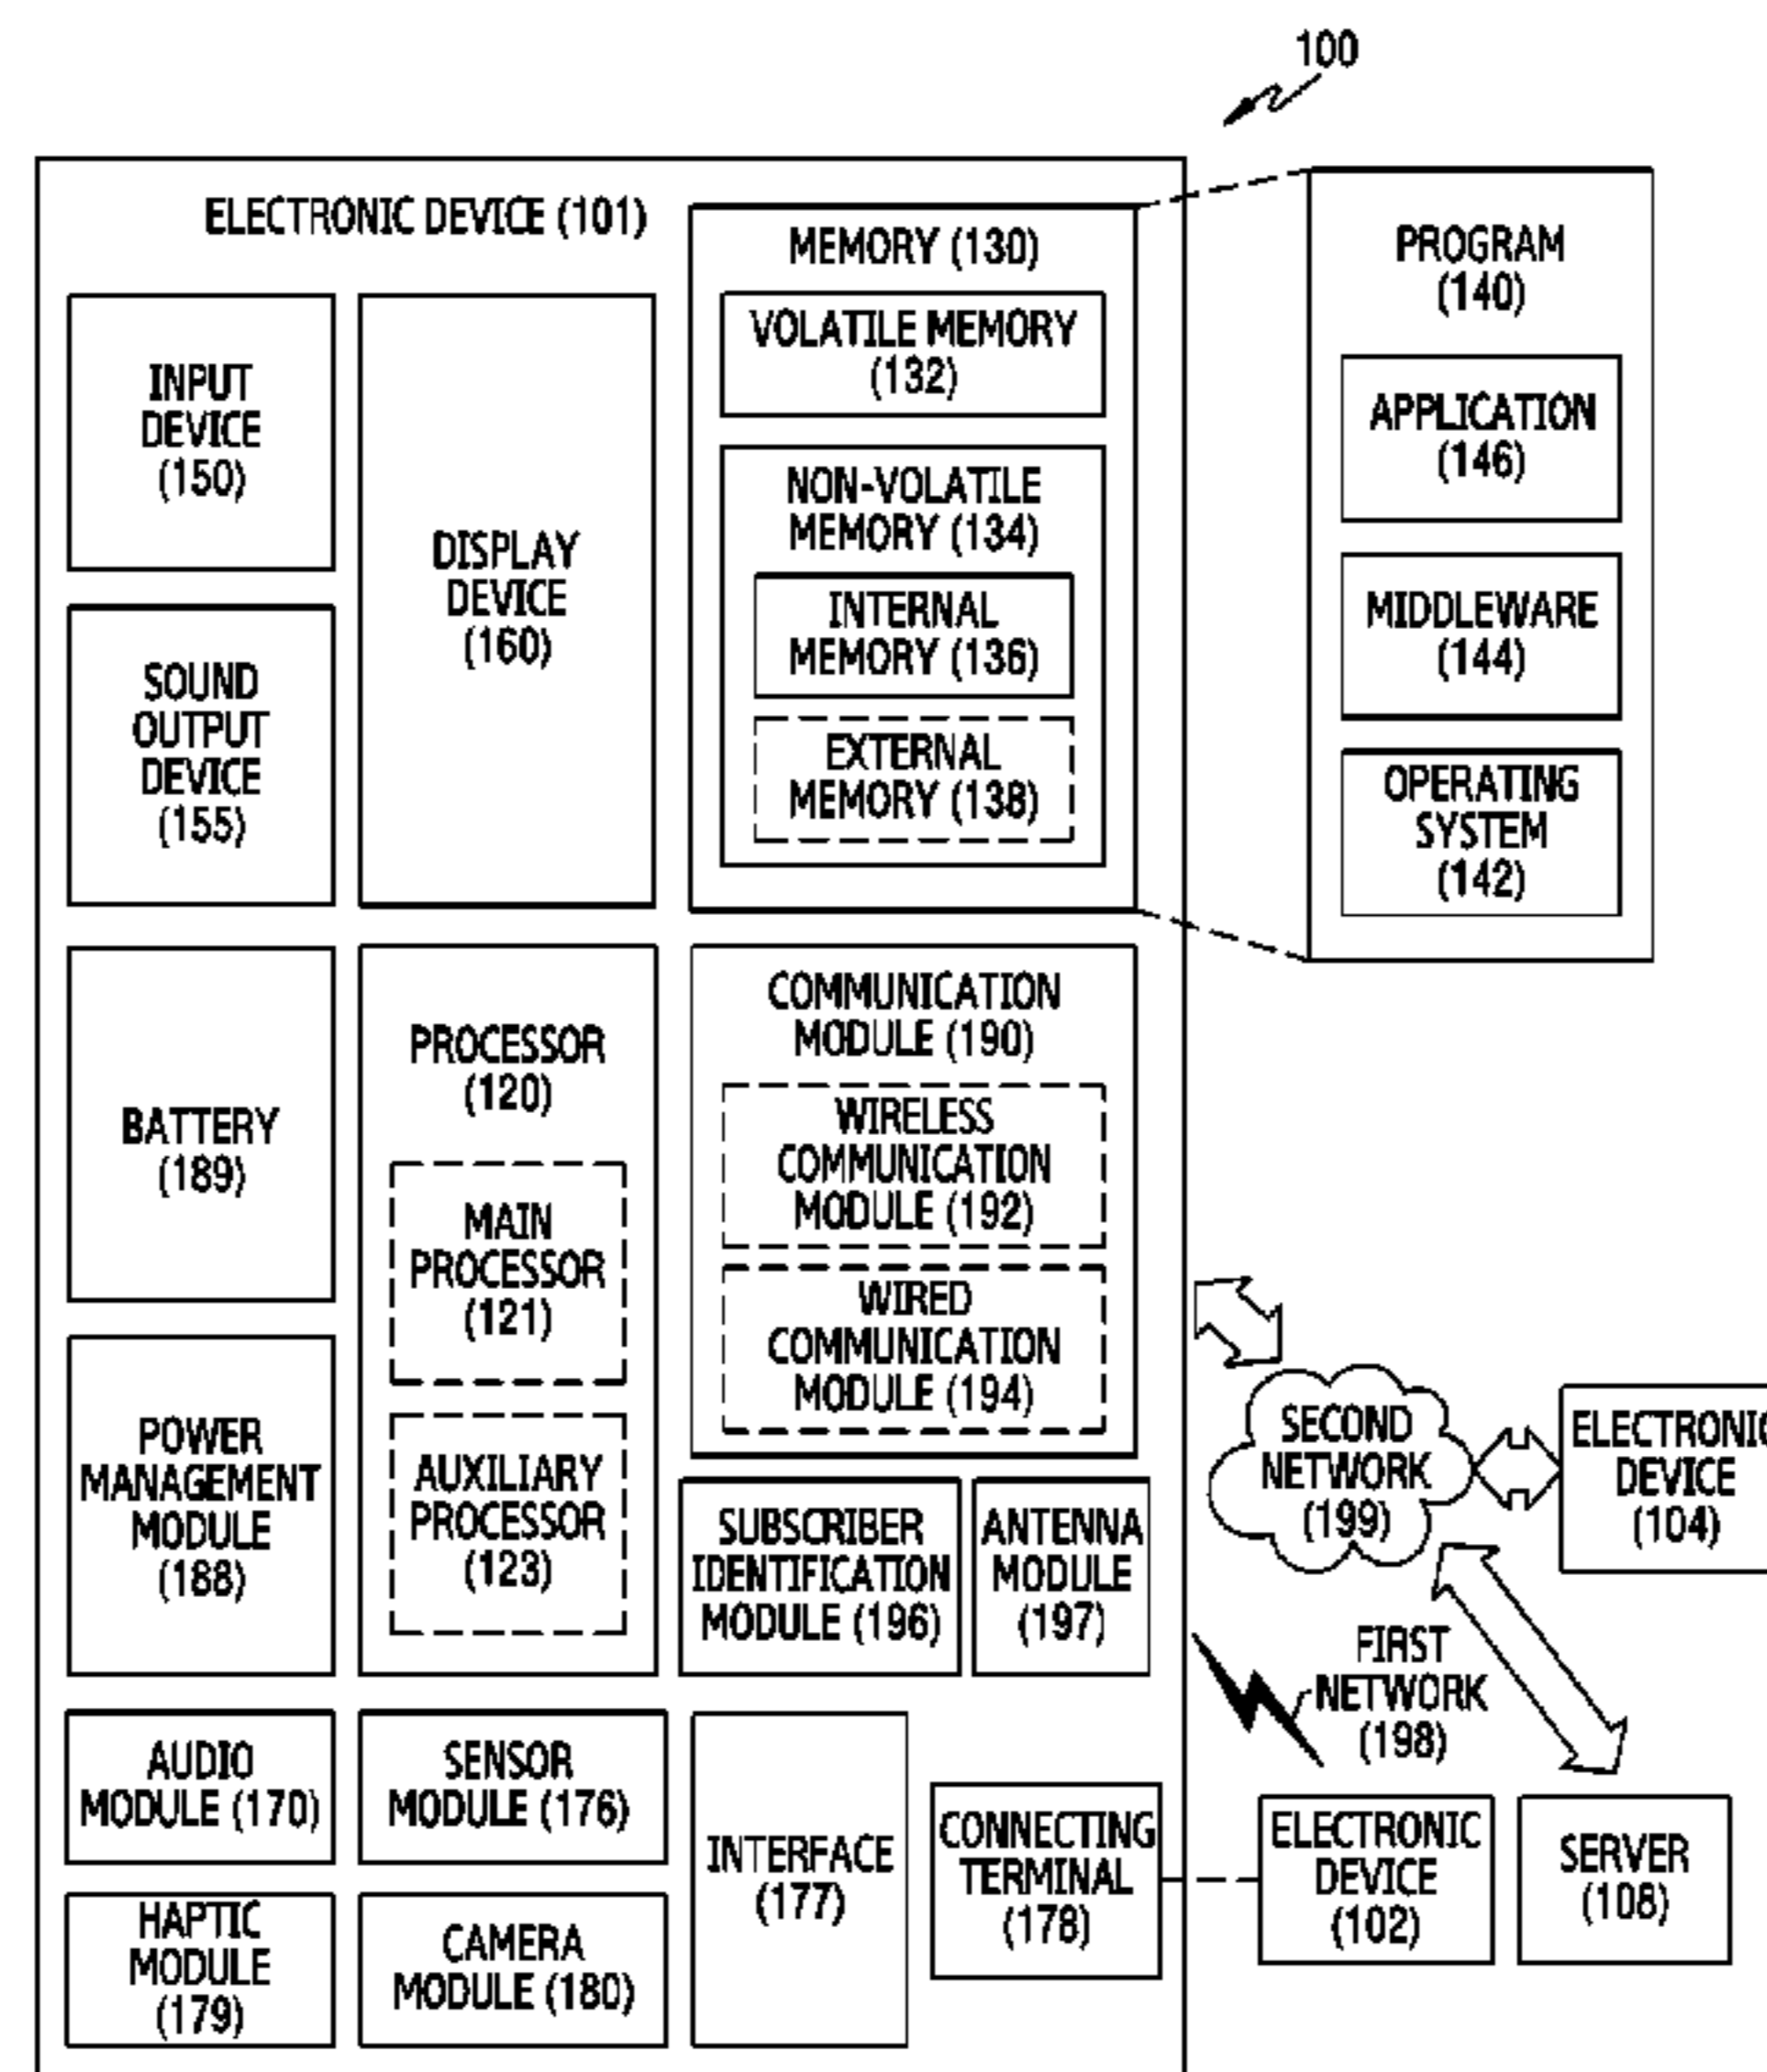 100
ELECTRONIC DEVICE (101)
INPUT
DEVICE
(150)
DISPLAY
DEVICE
(160)
SOUND
OUTPUT
DEVICE
(155)
MEMORY (130)
VOLATILE MEMORY
(132)
NON-VOLATILE
MEMORY (134)
INTERNAL
MEMORY (136)
EXTERNAL
MEMORY (138)
PROGRAM
(140)
APPLICATION
(146)
MIDDLEWARE
(144)
OPERATING
SYSTEM
(142)
BATTERY
(189)
PROCESSOR
(120)
MAIN
PROCESSOR
(121)
AUXILIARY
PROCESSOR
(123)
COMMUNICATION
MODULE (190)
WIRELESS
COMMUNICATION
MODULE (192)
WIRED
COMMUNICATION
MODULE (194)
POWER
MANAGEMENT
MODULE
(188)
SUBSCRIBER
IDENTIFICATION
MODULE (196)
ANTENNA
MODULE
(197)
SECOND
NETWORK
(199)
ELECTRONIC
DEVICE
(104)
FIRST
NETWORK
(198)
AUDIO
MODULE (170)
SENSOR
MODULE (176)
INTERFACE
(177)
CONNECTING
TERMINAL
(178)
ELECTRONIC
DEVICE
(102)
SERVER
(108)
HAPTIC
MODULE
(179)
CAMERA
MODULE (180)